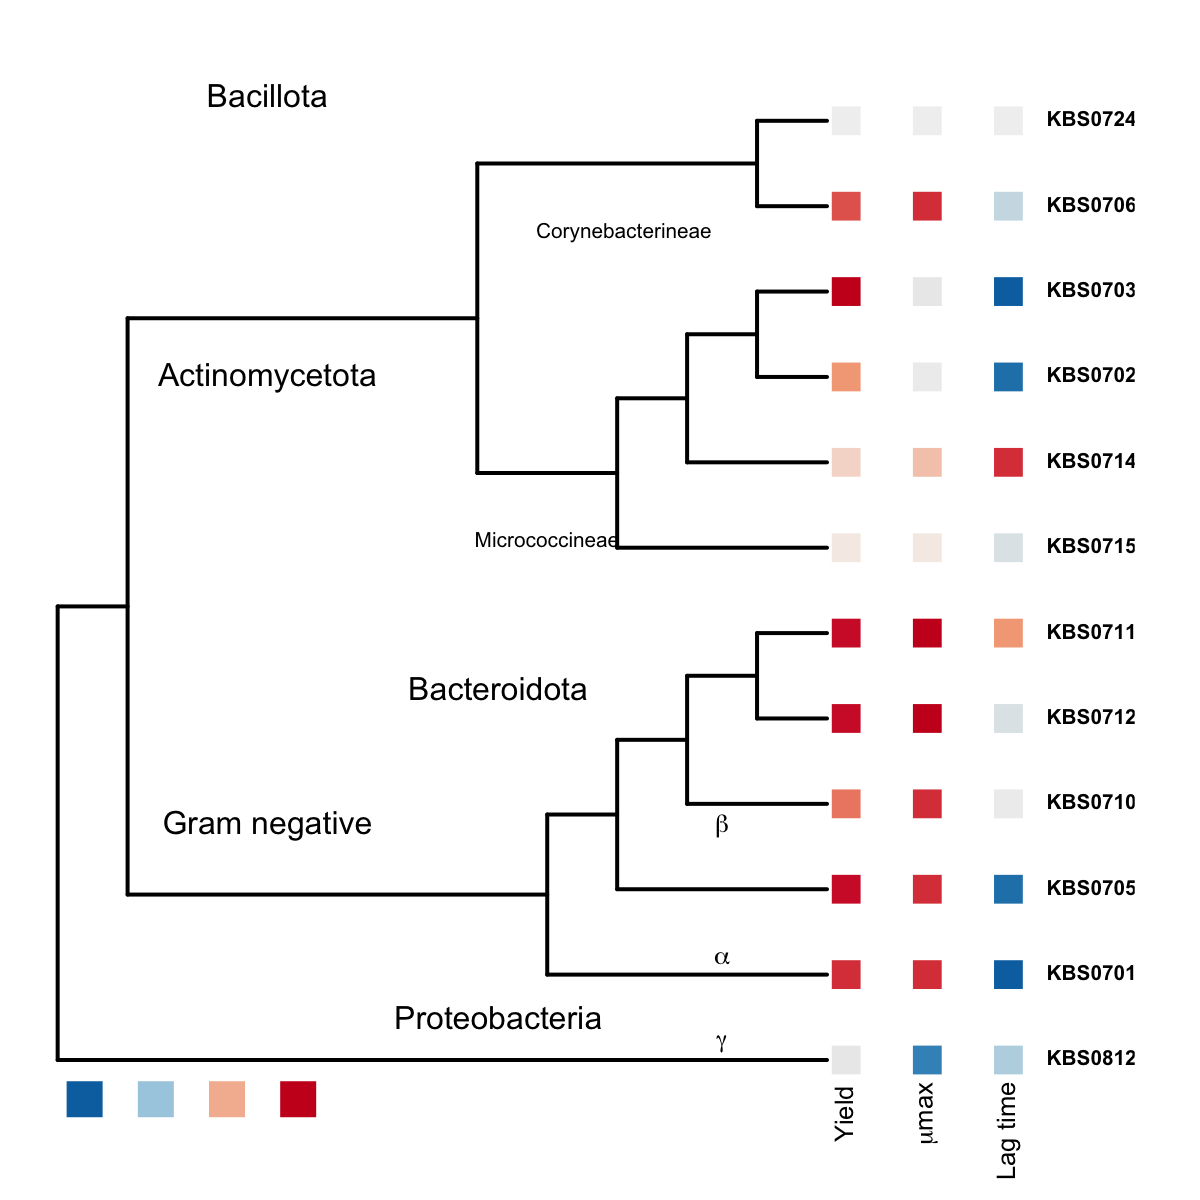 Bacillota
KBS0724
KBS0706
Corynebacterineae
KBS0703
Actinomycetota
KBS0702
KBS0714
Micrococcineae
KBS0715
KBS0711
Bacteroidota
KBS0712
KBS0710
Gram negative
β
KBS0705
α
KBS0701
Proteobacteria
γ
KBS0812
Yield
μmax
Lag time